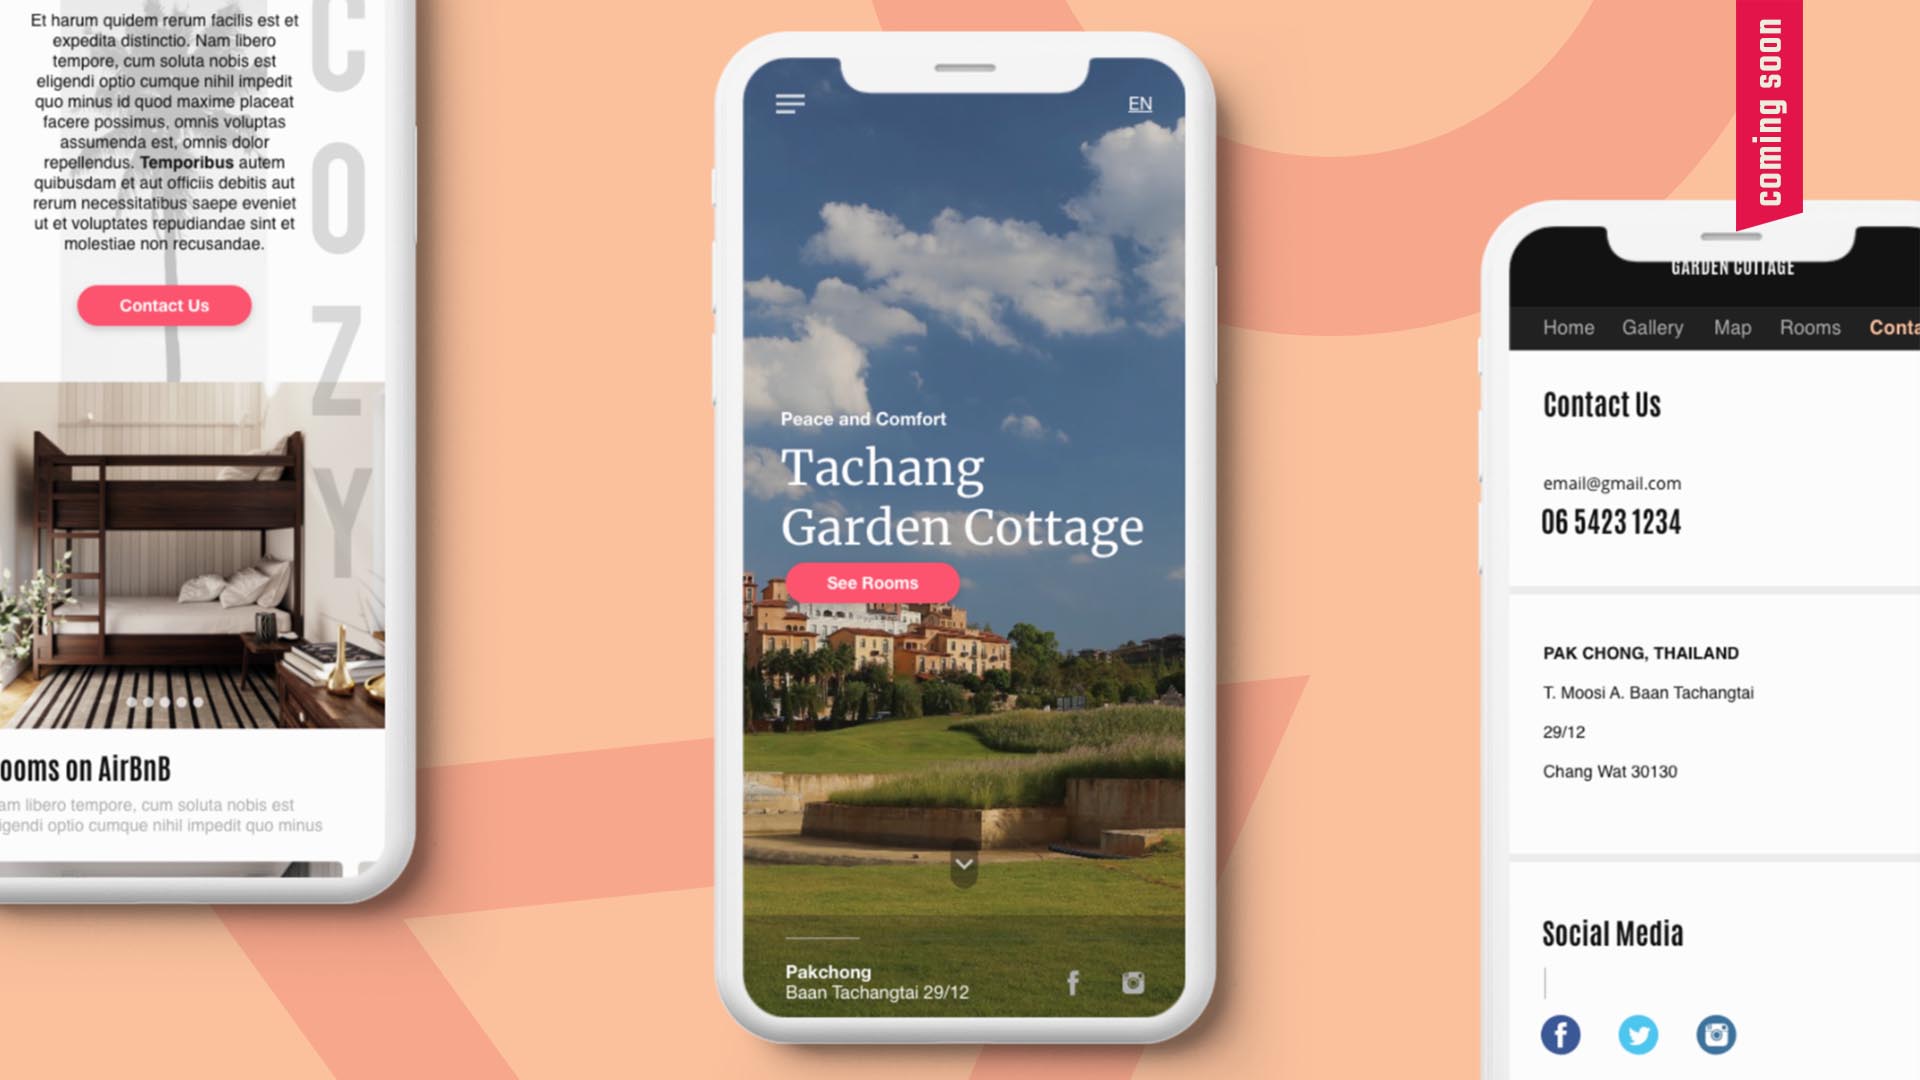 Et harum quidem rerum facilis est et
expedita distinctio. Nam libero
tempore, cum soluta nobis est
eligendi optio cumque nihil impedit
quo minus id quod maxime placeat
facere possimus, omnis voluptas
assumenda est, omnis dolor
repellendus. Temporibus autem
quibusdam et aut officiis debitis aut
rerum necessitatibus saepe eveniet
ut et voluptates repudiandae sint et
molestiae non recusandae.
Contact Us
COZY
ooms on AirBnB
am libero tempore, cum soluta nobis est
igendi optio cumque nihil impedit quo minus
EN
Peace and Comfort
Tachang
Garden Cottage
See Rooms
Pakchong
Baan Tachangtai 29/12
coming soon
GARDEN COTTAGE
Home Gallery Map Rooms Conta
Contact Us
email@gmail.com
06 5423 1234
PAK CHONG, THAILAND
T. Moosi A. Baan Tachangtai
29/12
Chang Wat 30130
Social Media